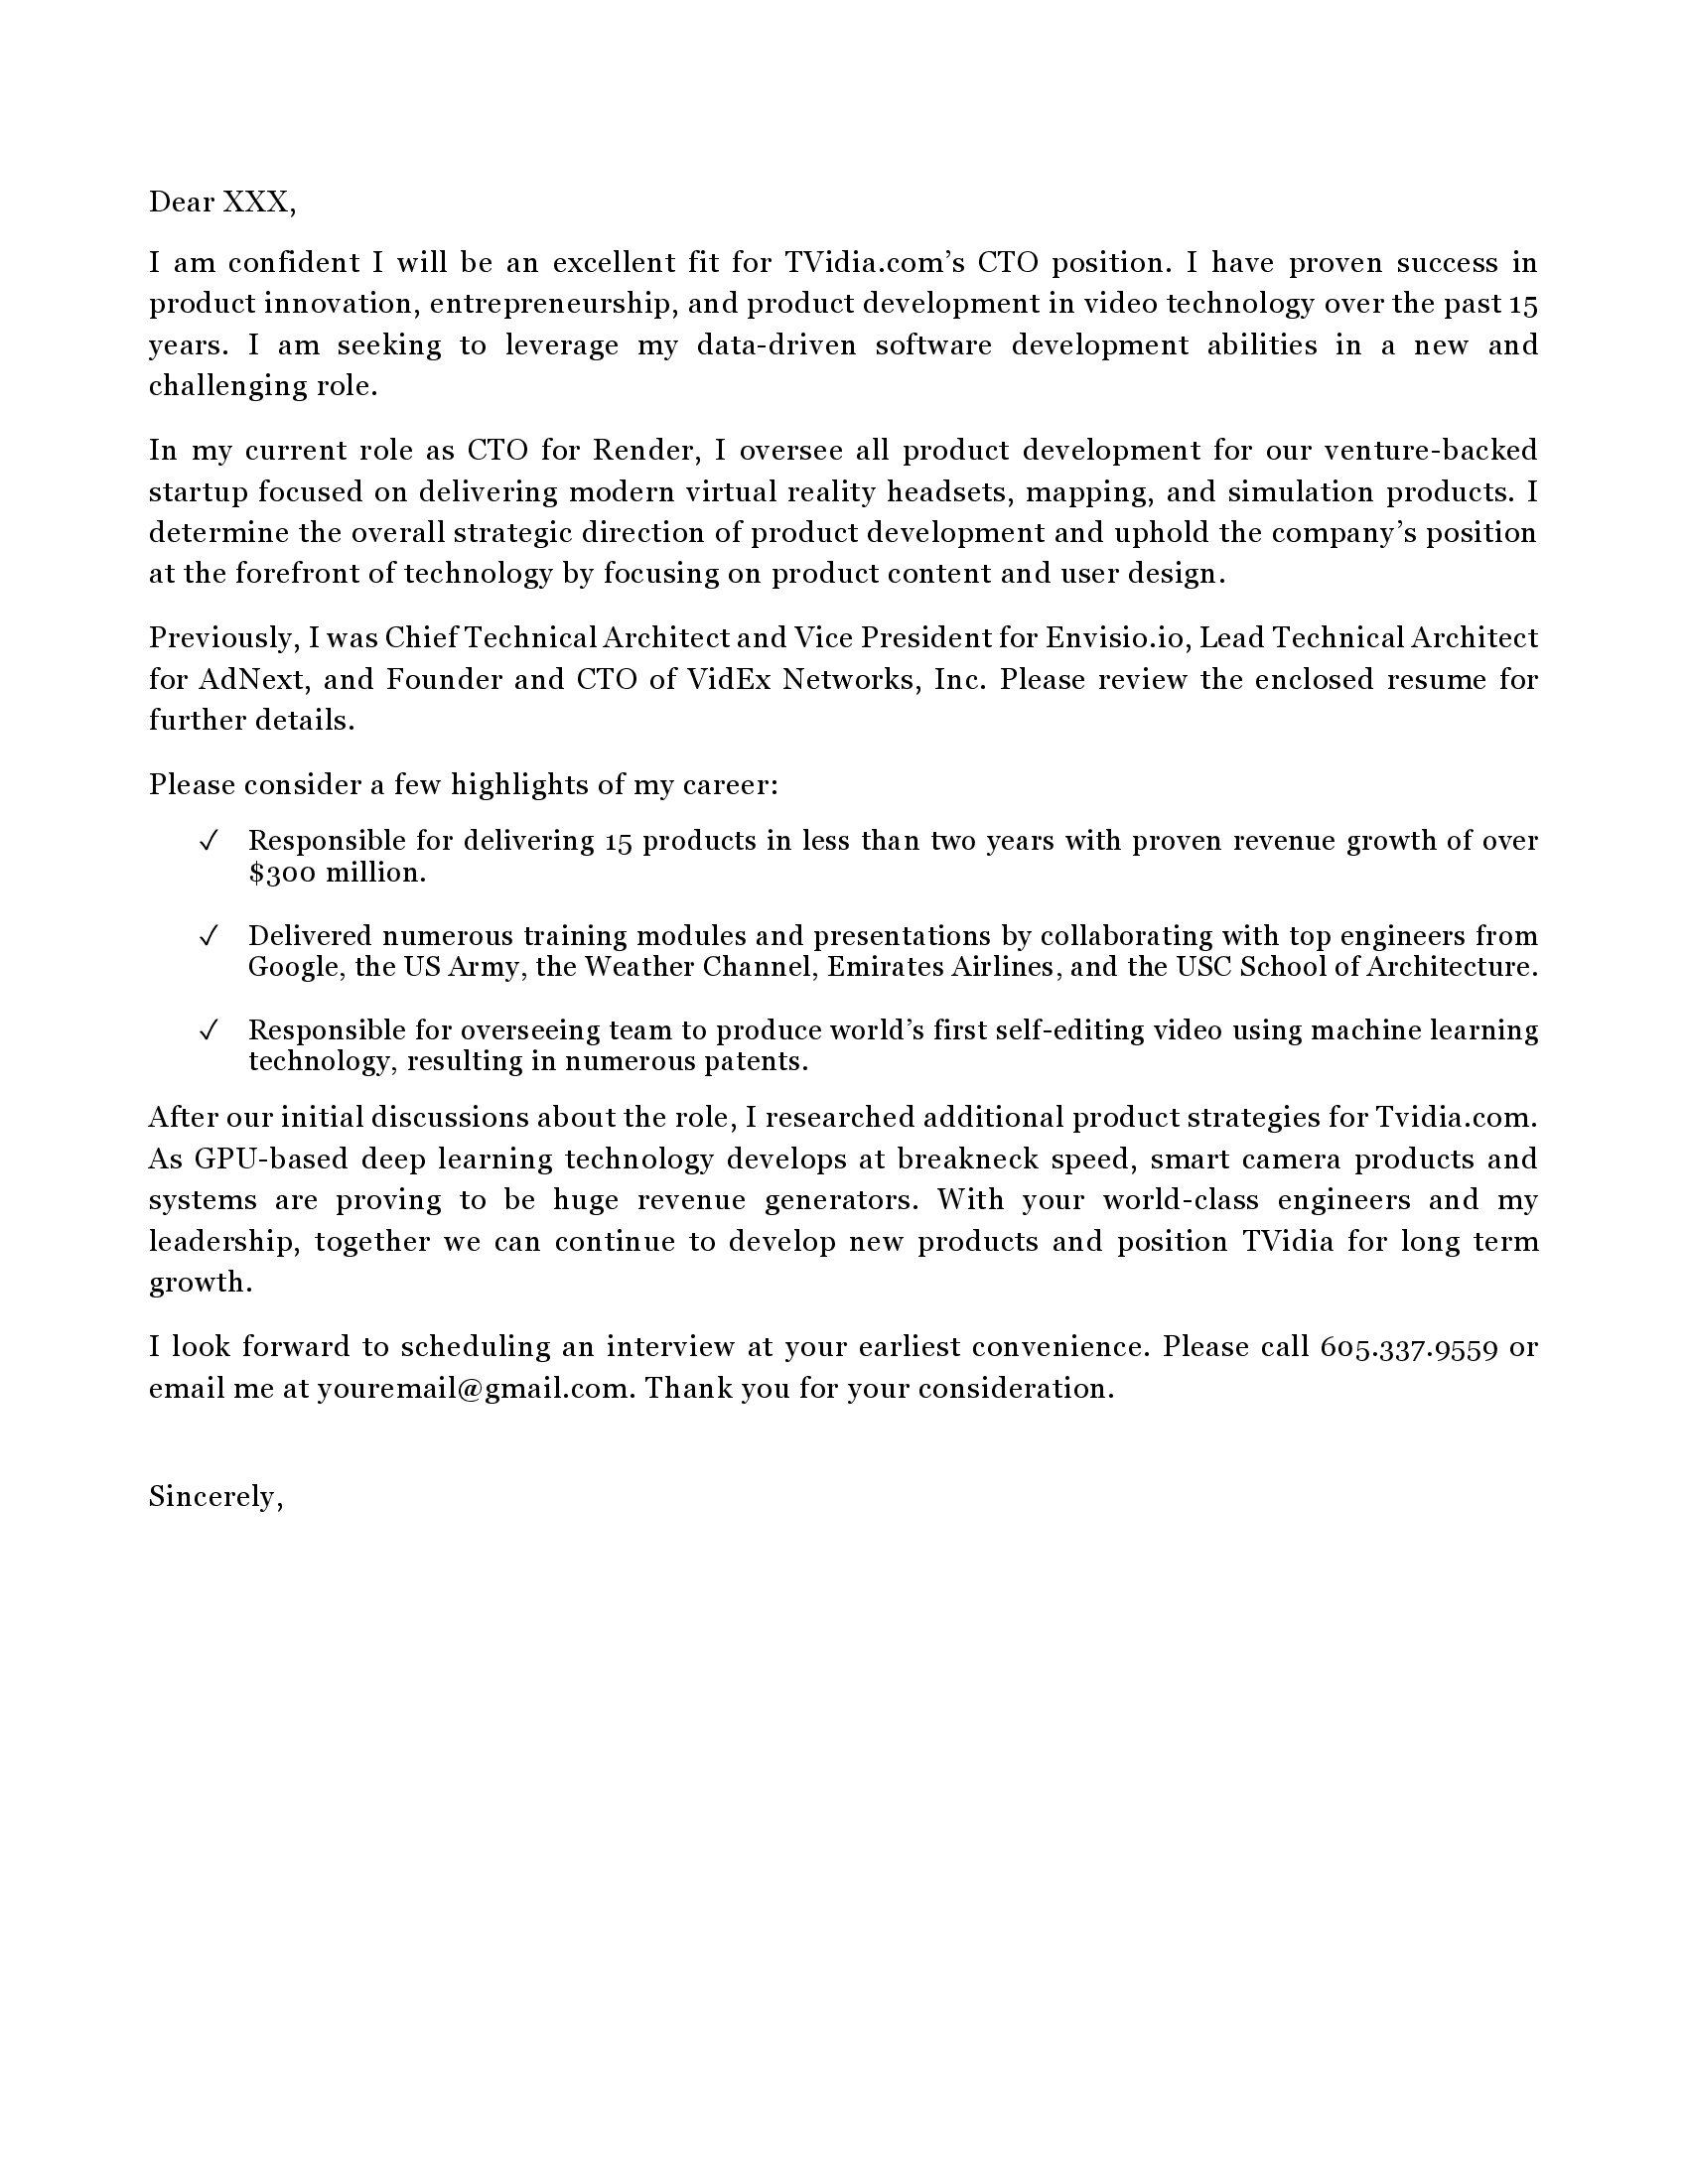 Dear XXX,
I am confident I will be an excellent fit for TVidia.com’s CTO position. I have proven success in
product innovation, entrepreneurship, and product development in video technology over the past 15
years. I am seeking to leverage my data-driven software development abilities in a new and
challenging role.
In my current role as CTO for Render, I oversee all product development for our venture-backed
startup focused on delivering modern virtual reality headsets, mapping, and simulation products. I
determine the overall strategic direction of product development and uphold the company’s position
at the forefront of technology by focusing on product content and user design.
Previously, I was Chief Technical Architect and Vice President for Envisio.io, Lead Technical Architect
for AdNext, and Founder and CTO of VidEx Networks, Inc. Please review the enclosed resume for
further details.
Please consider a few highlights of my career:
✓ Responsible for delivering 15 products in less than two years with proven revenue growth of over
$300 million.
✓ Delivered numerous training modules and presentations by collaborating with top engineers from
Google, the US Army, the Weather Channel, Emirates Airlines, and the USC School of Architecture.
✓ Responsible for overseeing team to produce world’s first self-editing video using machine learning
technology, resulting in numerous patents.
After our initial discussions about the role, I researched additional product strategies for Tvidia.com.
As GPU-based deep learning technology develops at breakneck speed, smart camera products and
systems are proving to be huge revenue generators. With your world-class engineers and my
leadership, together we can continue to develop new products and position TVidia for long term
growth.
I look forward to scheduling an interview at your earliest convenience. Please call 605.337.9559 or
email me at youremail@gmail.com. Thank you for your consideration.
Sincerely,